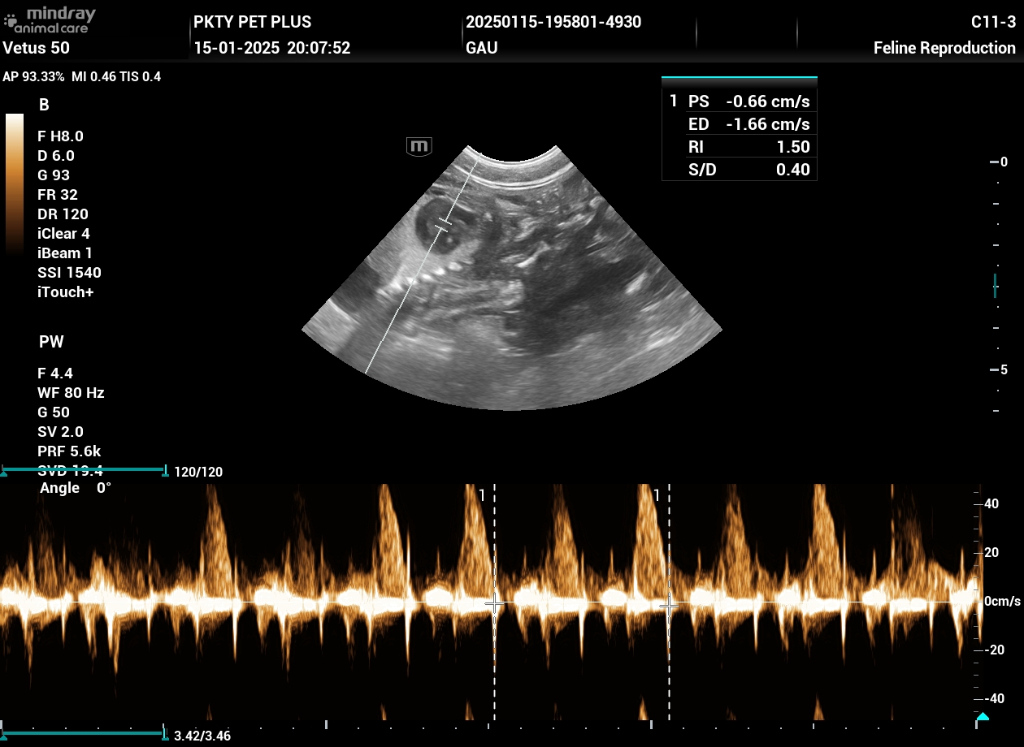 mindray
animalcare
Vetus 50
PKTY PET PLUS
15-01-2025 20:07:52
20250115-195801-4930
GAU
C11-3
Feline Reproduction
AP 93.33% MI 0.46 TIS 0.4
B
F H8.0
D 6.0
G 93
FR 32
DR 120
iClear 4
iBeam 1
SSI 1540
iTouch+
m
1 PS -0.66 cm/s
ED -1.66 cm/s
RI 1.50
S/D 0.40
0
5
PW
F 4.4
WF 80 Hz
G 50
SV 2.0
PRF 5.6k
SVD 19.4
120/120
Angle 0°
1
1
40
20
0cm/s
-20
-40
3.42/3.46